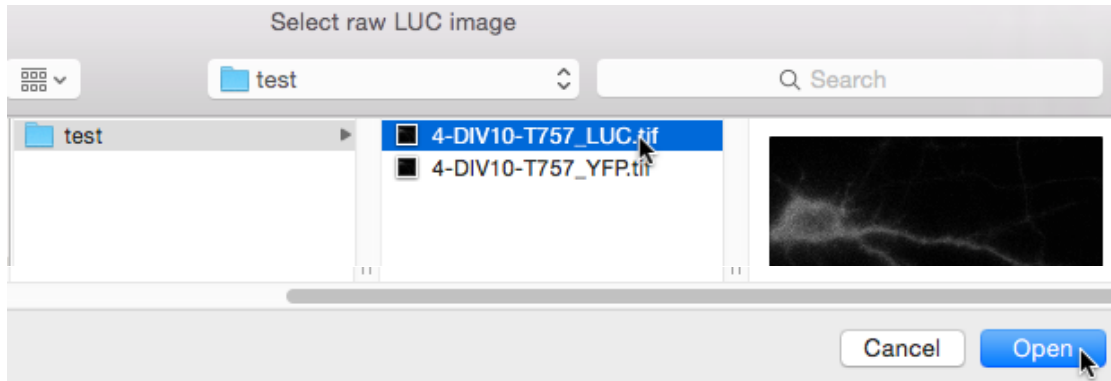 Select raw LUC image
test
Search
test
4-DIV10-T757_LUC.tif
4-DIV10-T757_YFP.tif
Cancel
Open